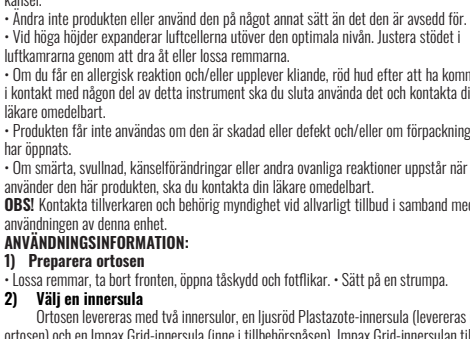 känsel.
• Ändra inte produkten eller använd den på något annat sätt än det den är avsedd för.
• Vid höga höjder expanderar luftcellerna utöver den optimala nivån. Justera stödet i
luftkamrarna genom att dra åt eller lossa remmarna.
• Om du får en allergisk reaktion och/eller upplever kliande, röd hud efter att ha
i kontakt med någon del av detta instrument ska du sluta använda det och kontakta
läkare omedelbart.
• Produkten får inte användas om den är skadad eller defekt och/eller om
har öppnats.
• Om smärta, svullnad, känselförändringar eller andra ovanliga reaktioner uppstår när
använder den här produkten, ska du kontakta din läkare omedelbart.
OBS! Kontakta tillverkaren och behörig myndighet vid allvarligt tillbud i samband
användningen av denna enhet.
ANVÄNDNINGSINFORMATION:
1) Preparera ortosen
• Lossa remmar, ta bort fronten, öppna tåskydd och fotflikar. • Sätt på en strumpa.
2) Välj en innersula
Ortosen levereras med två innersulor, en ljusröd Plastazote-innersula (levereras
ortosen) och en Impax Grid-innersula (inne i tillbehörspåsen). Impax Grid-innersulan